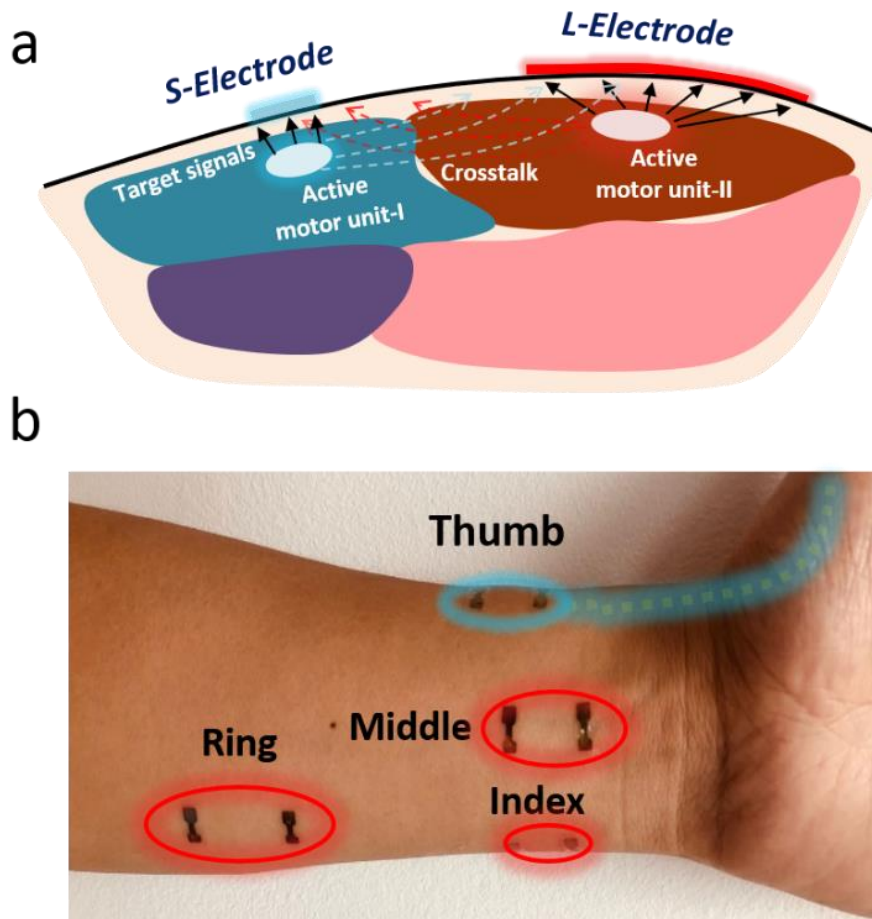 a
S-Electrode
L-Electrode
Target signals
Active
motor unit-I
Crosstalk
Active
motor unit-II
b
Thumb
Middle
Ring
Index